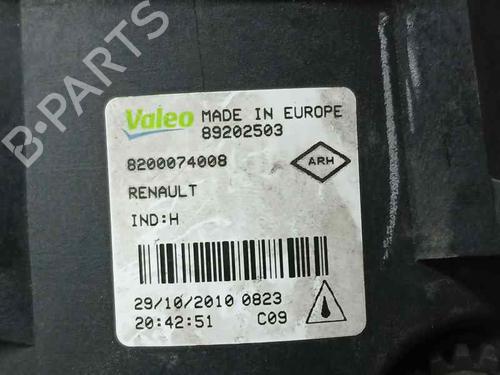 B-PARTS
Valeo MADE IN EUROPE
89202503
8200074008
ARH
RENAULT
IND:H
29/10/2010 0823
20:42:51 C09